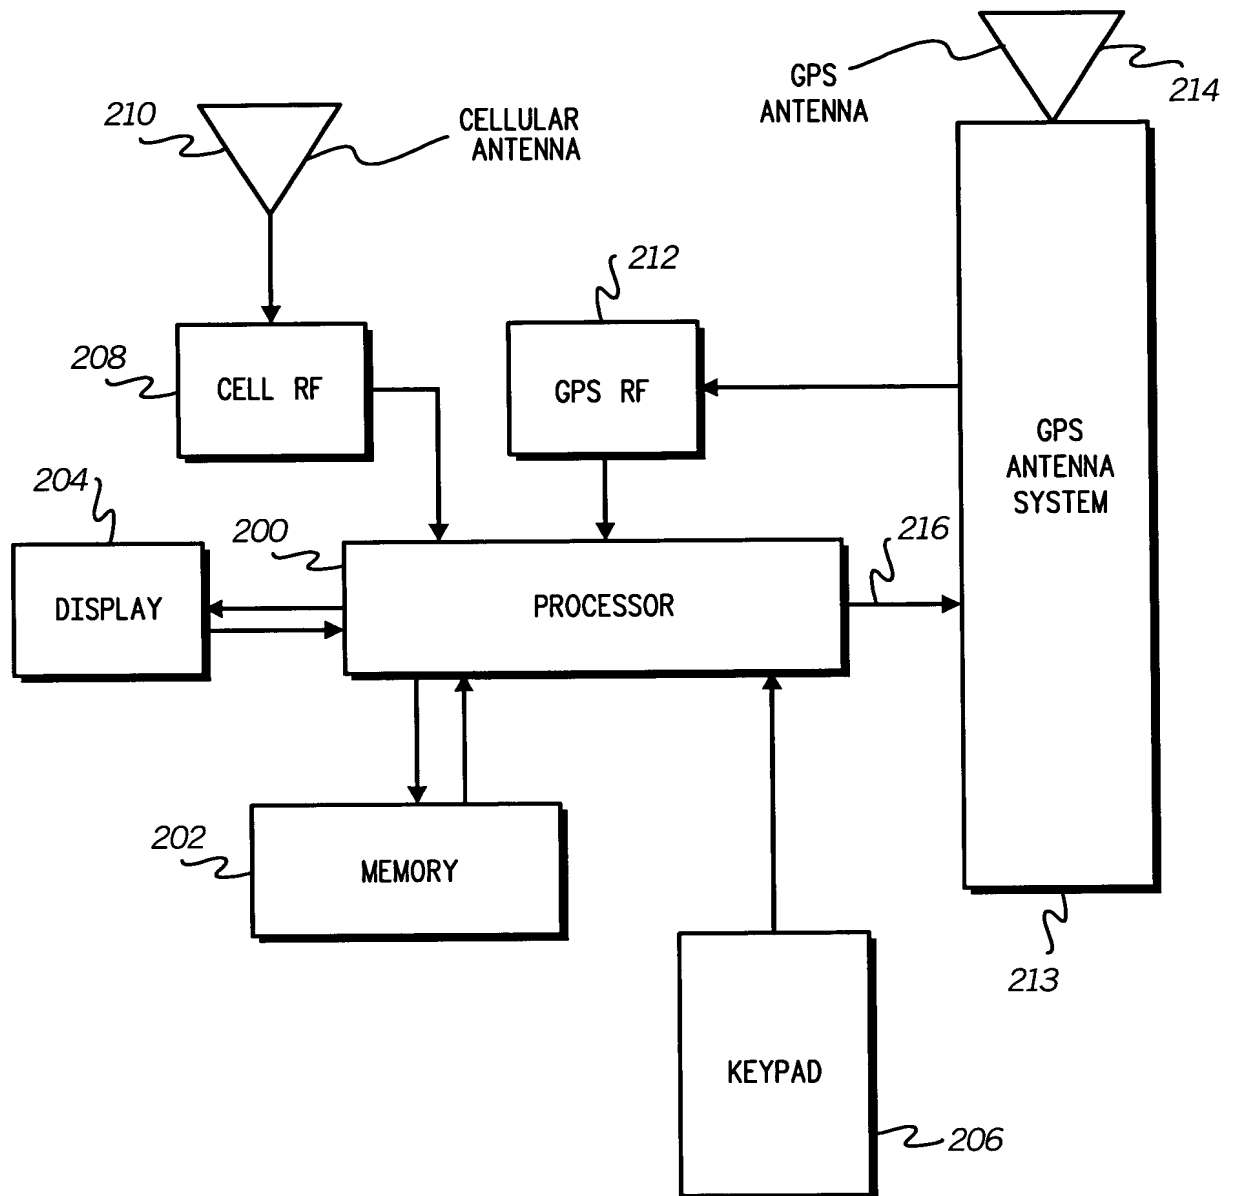 GPS
ANTENNA
214
210
CELLULAR
ANTENNA
212
208
CELL RF
GPS RF
GPS
ANTENNA
SYSTEM
204
200
216
DISPLAY
PROCESSOR
202
MEMORY
213
KEYPAD
206